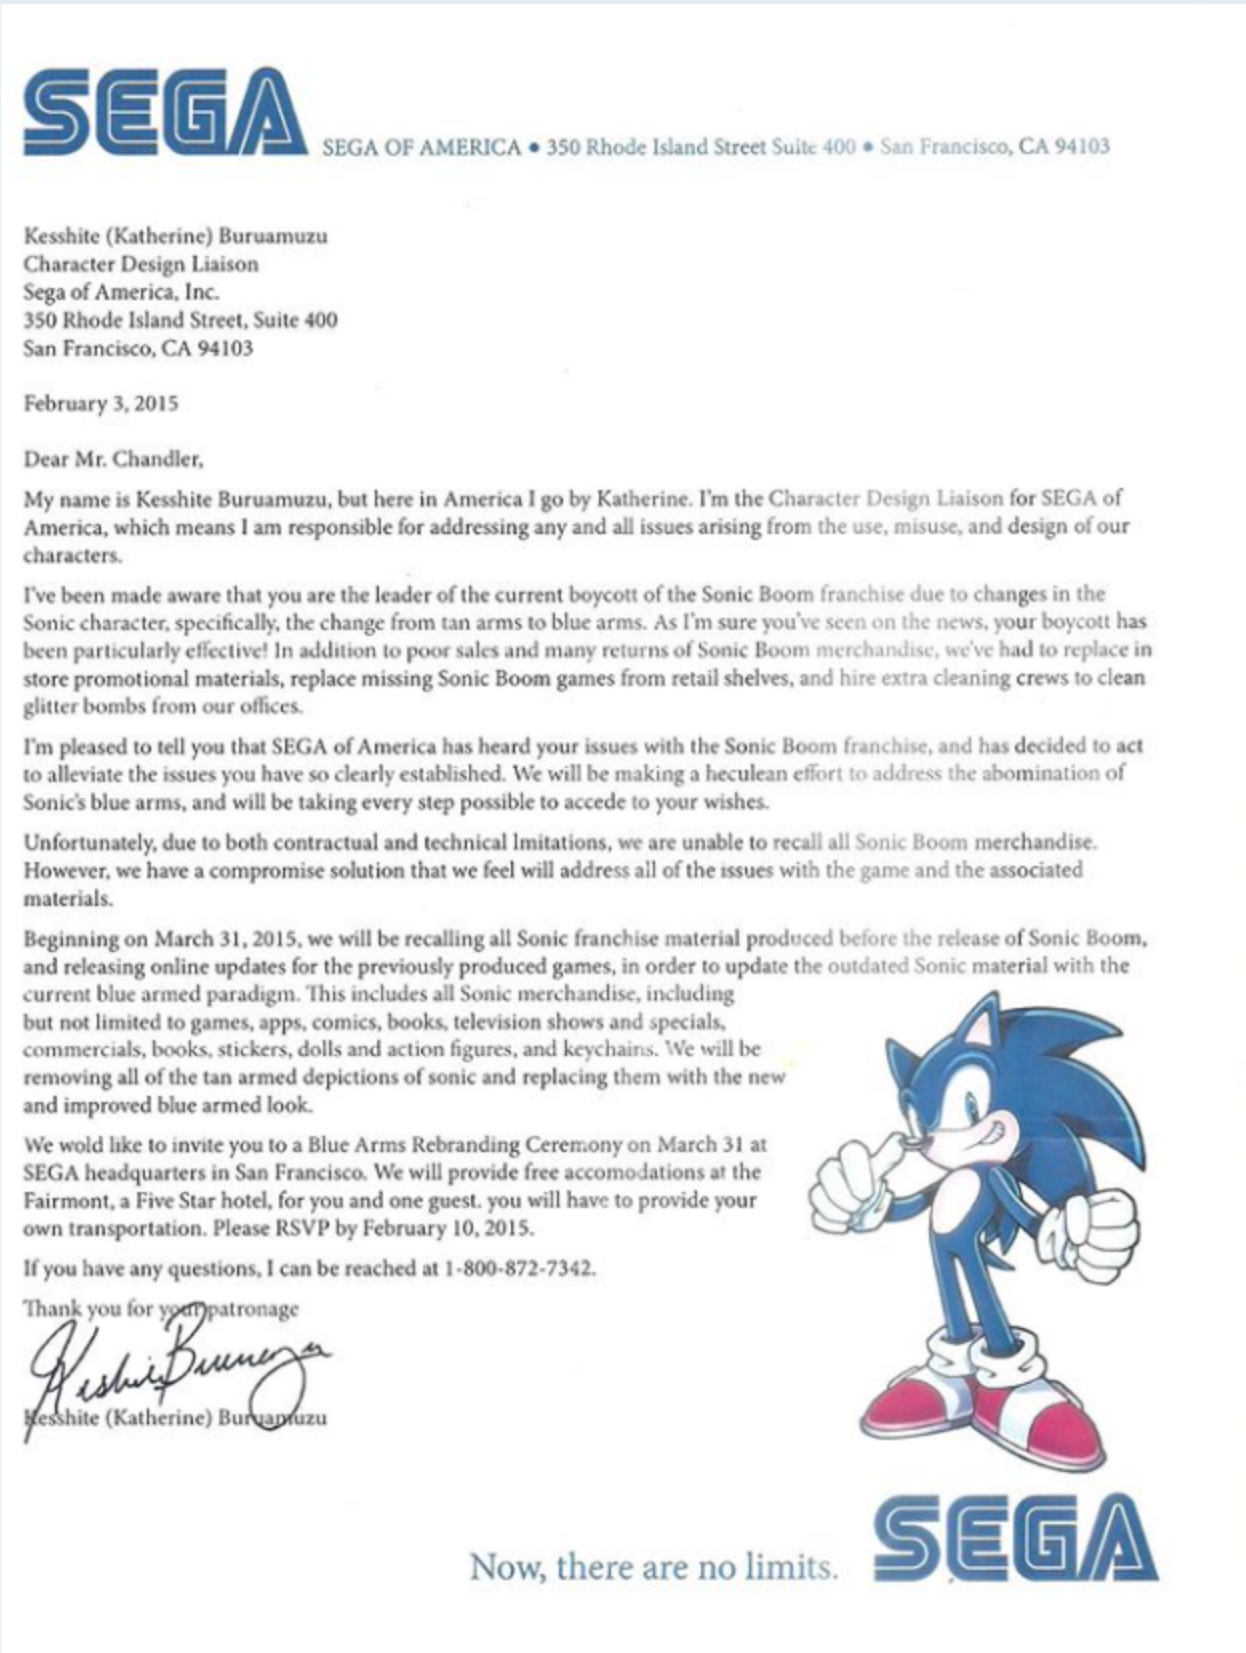 SEGA
SEGA OF AMERICA • 350 Rhode Island Street Suite 400 • San Francisco, CA 94103
Kesshite (Katherine) Buruamuzu
Character Design Liaison
Sega of America, Inc.
350 Rhode Island Street, Suite 400
San Francisco, CA 94103
February 3, 2015
Dear Mr. Chandler,
My name is Kesshite Buruamuzu, but here in America I go by Katherine. I'm the Character Design Liaison for SEGA of
America, which means I am responsible for addressing any and all issues arising from the use, misuse, and design of our
characters.
I've been made aware that you are the leader of the current boycott of the Sonic Boom franchise due to changes in the
Sonic character, specifically, the change from tan arms to blue arms. As I'm sure you've seen on the news, your boycott has
been particularly effective! In addition to poor sales and many returns of Sonic Boom merchandise, we've had to replace in
store promotional materials, replace missing Sonic Boom games from retail shelves, and hire extra cleaning crews to clean
glitter bombs from our offices.
I'm pleased to tell you that SEGA of America has heard your issues with the Sonic Boom franchise, and has decided to act
to alleviate the issues you have so clearly established. We will be making a heculean effort to address the abomination of
Sonic's blue arms, and will be taking every step possible to accede to your wishes.
Unfortunately, due to both contractual and technical lmitations, we are unable to recall all Sonic Boom merchandise.
However, we have a compromise solution that we feel will address all of the issues with the game and the associated
materials.
Beginning on March 31, 2015, we will be recalling all Sonic franchise material produced before the release of Sonic Boom,
and releasing online updates for the previously produced games, in order to update the outdated Sonic material with the
current blue armed paradigm. This includes all Sonic merchandise, including
but not limited to games, apps, comics, books, television shows and specials,
commercials, books, stickers, dolls and action figures, and keychains. We will be
removing all of the tan armed depictions of sonic and replacing them with the new
and improved blue armed look.
We wold like to invite you to a Blue Arms Rebranding Ceremony on March 31 at
SEGA headquarters in San Francisco. We will provide free accomodations at the
Fairmont, a Five Star hotel, for you and one guest. you will have to provide your
own transportation. Please RSVP by February 10, 2015.
If you have any questions, I can be reached at 1-800-872-7342.
Thank you for your patronage
Kesshite (Katherine) Buruamuzu
Now, there are no limits.
SEGA